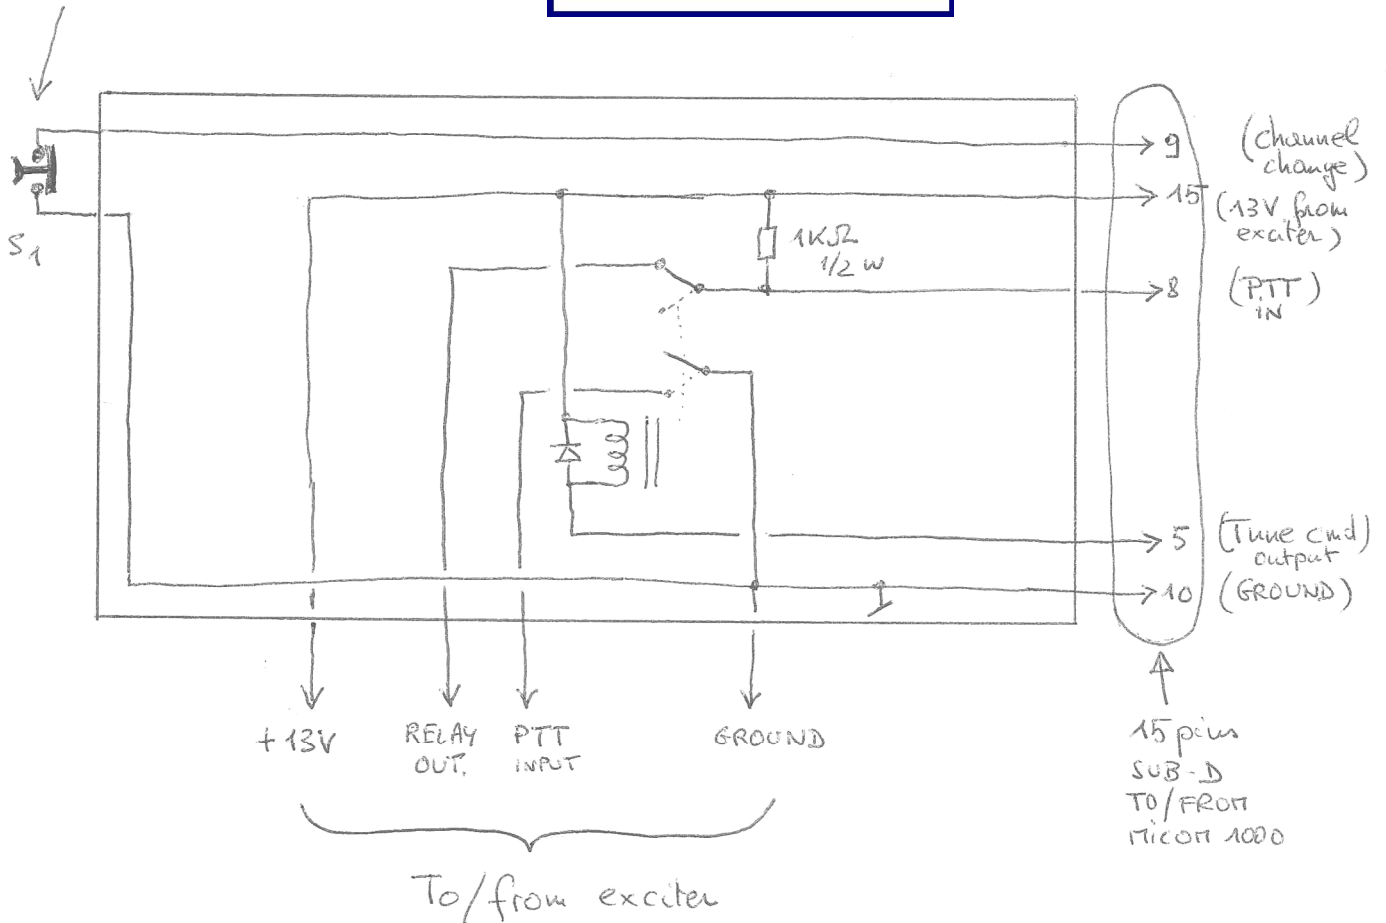 S1
9
(channel
change)
15
(13V from
exciter)
1KΩ
1/2 W
8
(PTT)
IN
5
(Tune cmd)
output
10
(GROUND)
+13V
RELAY
OUT.
PTT
INPUT
GROUND
15 pins
SUB-D
TO/FROM
MICOM 1000
To/from exciter